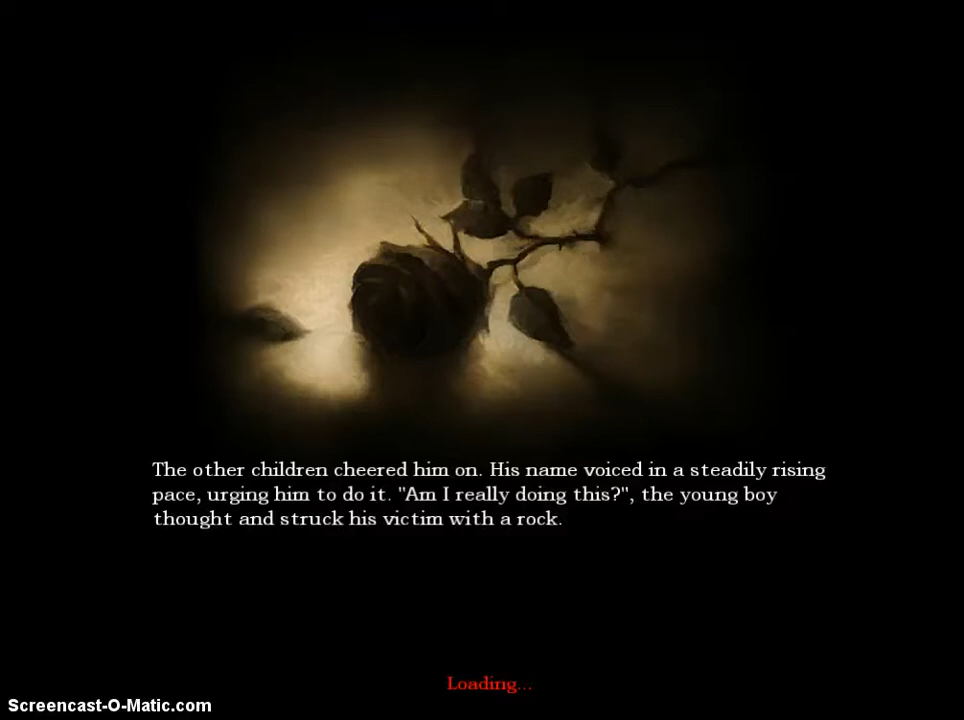 The other children cheered him on. His name voiced in a steadily rising
pace, urging him to do it. "Am I really doing this?", the young boy
thought and struck his victim with a rock.
Loading...
Screencast-O-Matic.com